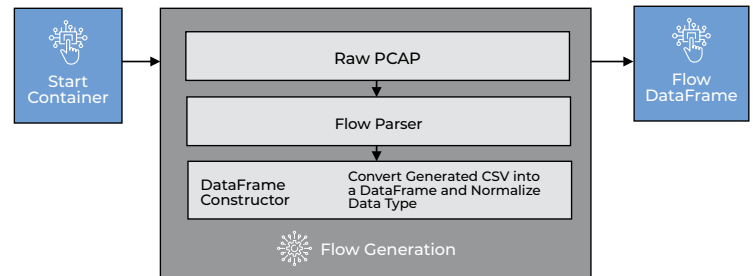 Start
Container
Raw PCAP
Flow Parser
DataFrame
Constructor
Convert Generated CSV into
a DataFrame and Normalize
Data Type
Flow Generation
Flow
DataFrame